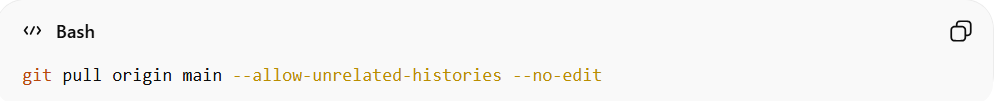 </> Bash
git pull origin main --allow-unrelated-histories --no-edit